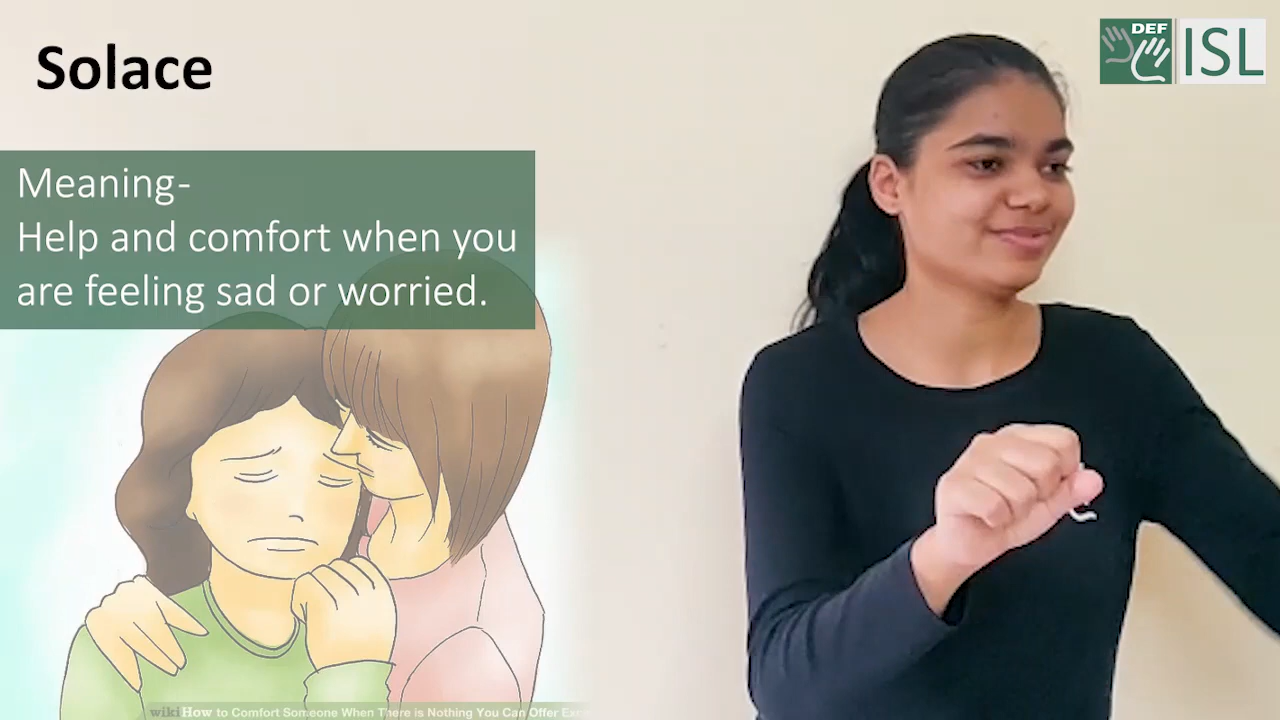 Solace
DEF
ISL
Meaning-
Help and comfort when you
are feeling sad or worried.
wikiHow to Comfort Someone When There is Nothing You Can Offer